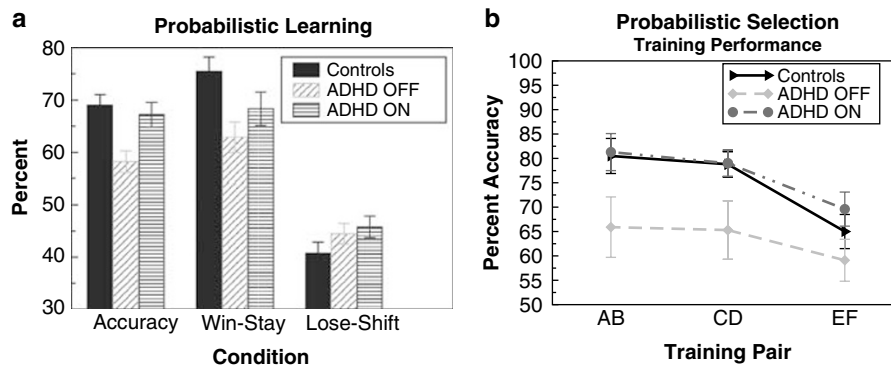 a
Probabilistic Learning
80
70
60
50
40
30
Percent
Controls
ADHD OFF
ADHD ON
Accuracy Win-Stay Lose-Shift
Condition
b
Probabilistic Selection
Training Performance
100
95
90
85
80
75
70
65
60
55
50
Percent Accuracy
Controls
ADHD OFF
ADHD ON
AB CD EF
Training Pair